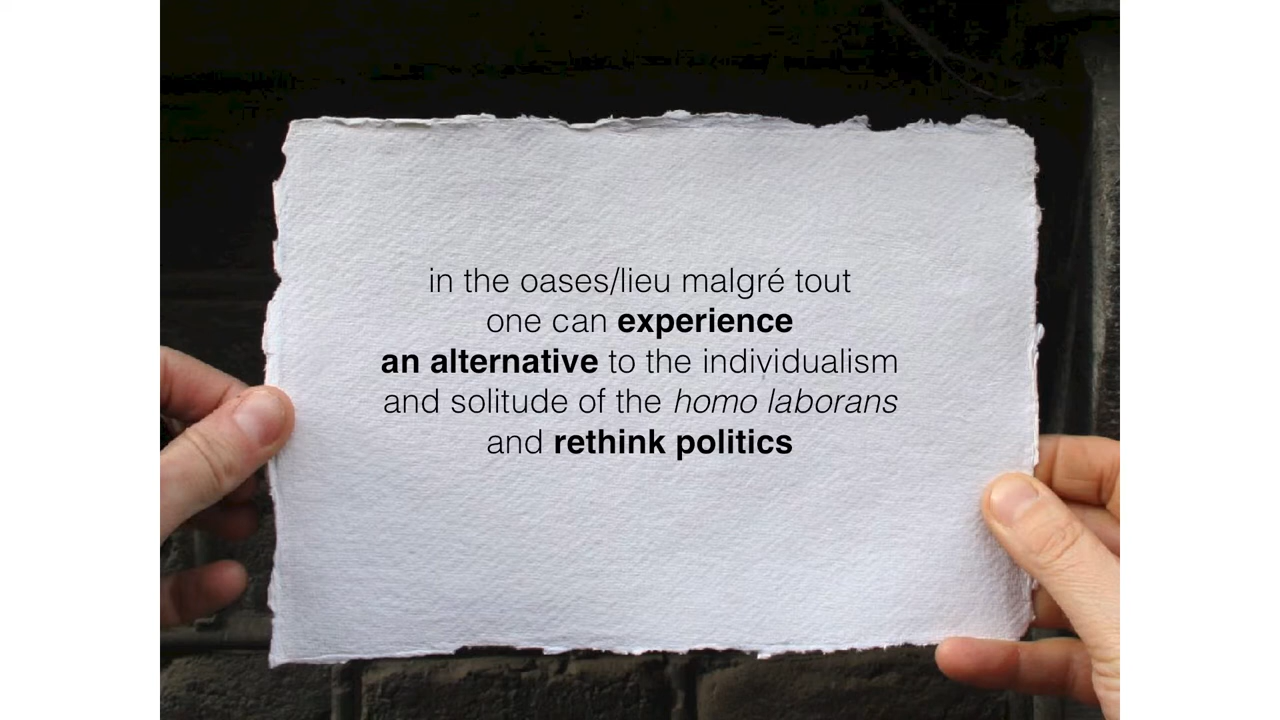 in the oases/lieu malgré tout
one can experience
an alternative to the individualism
and solitude of the homo laborans
and rethink politics